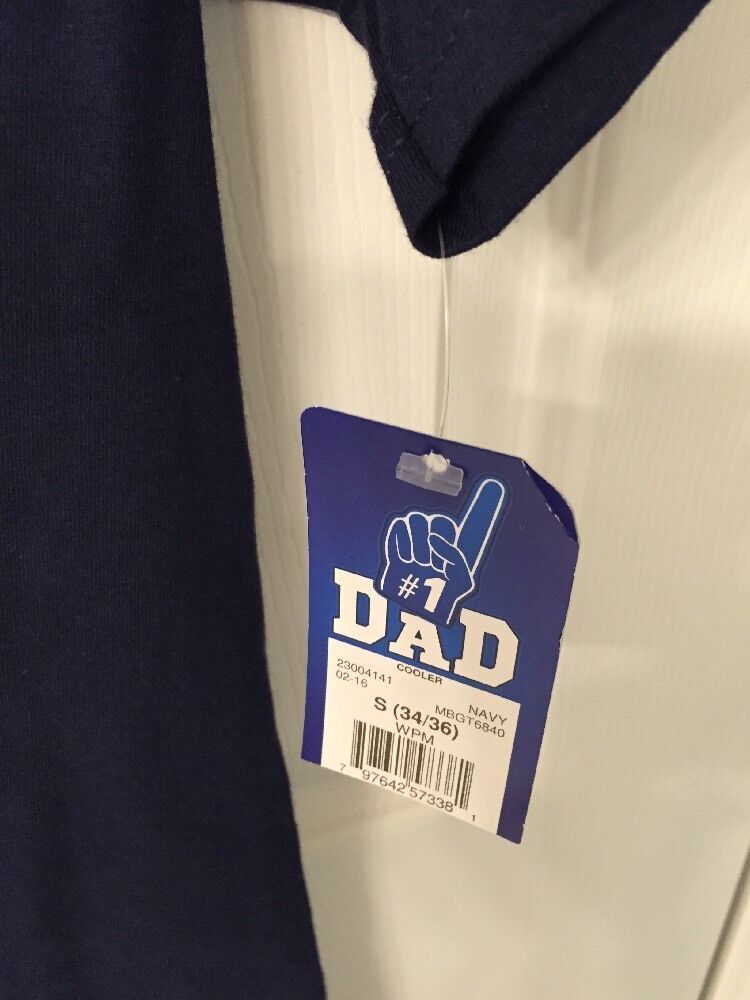 #1
DAD
COOLER
23004141
02-16
NAVY
MBGT6840
S (34/36)
WPM
7 97642 57338 1